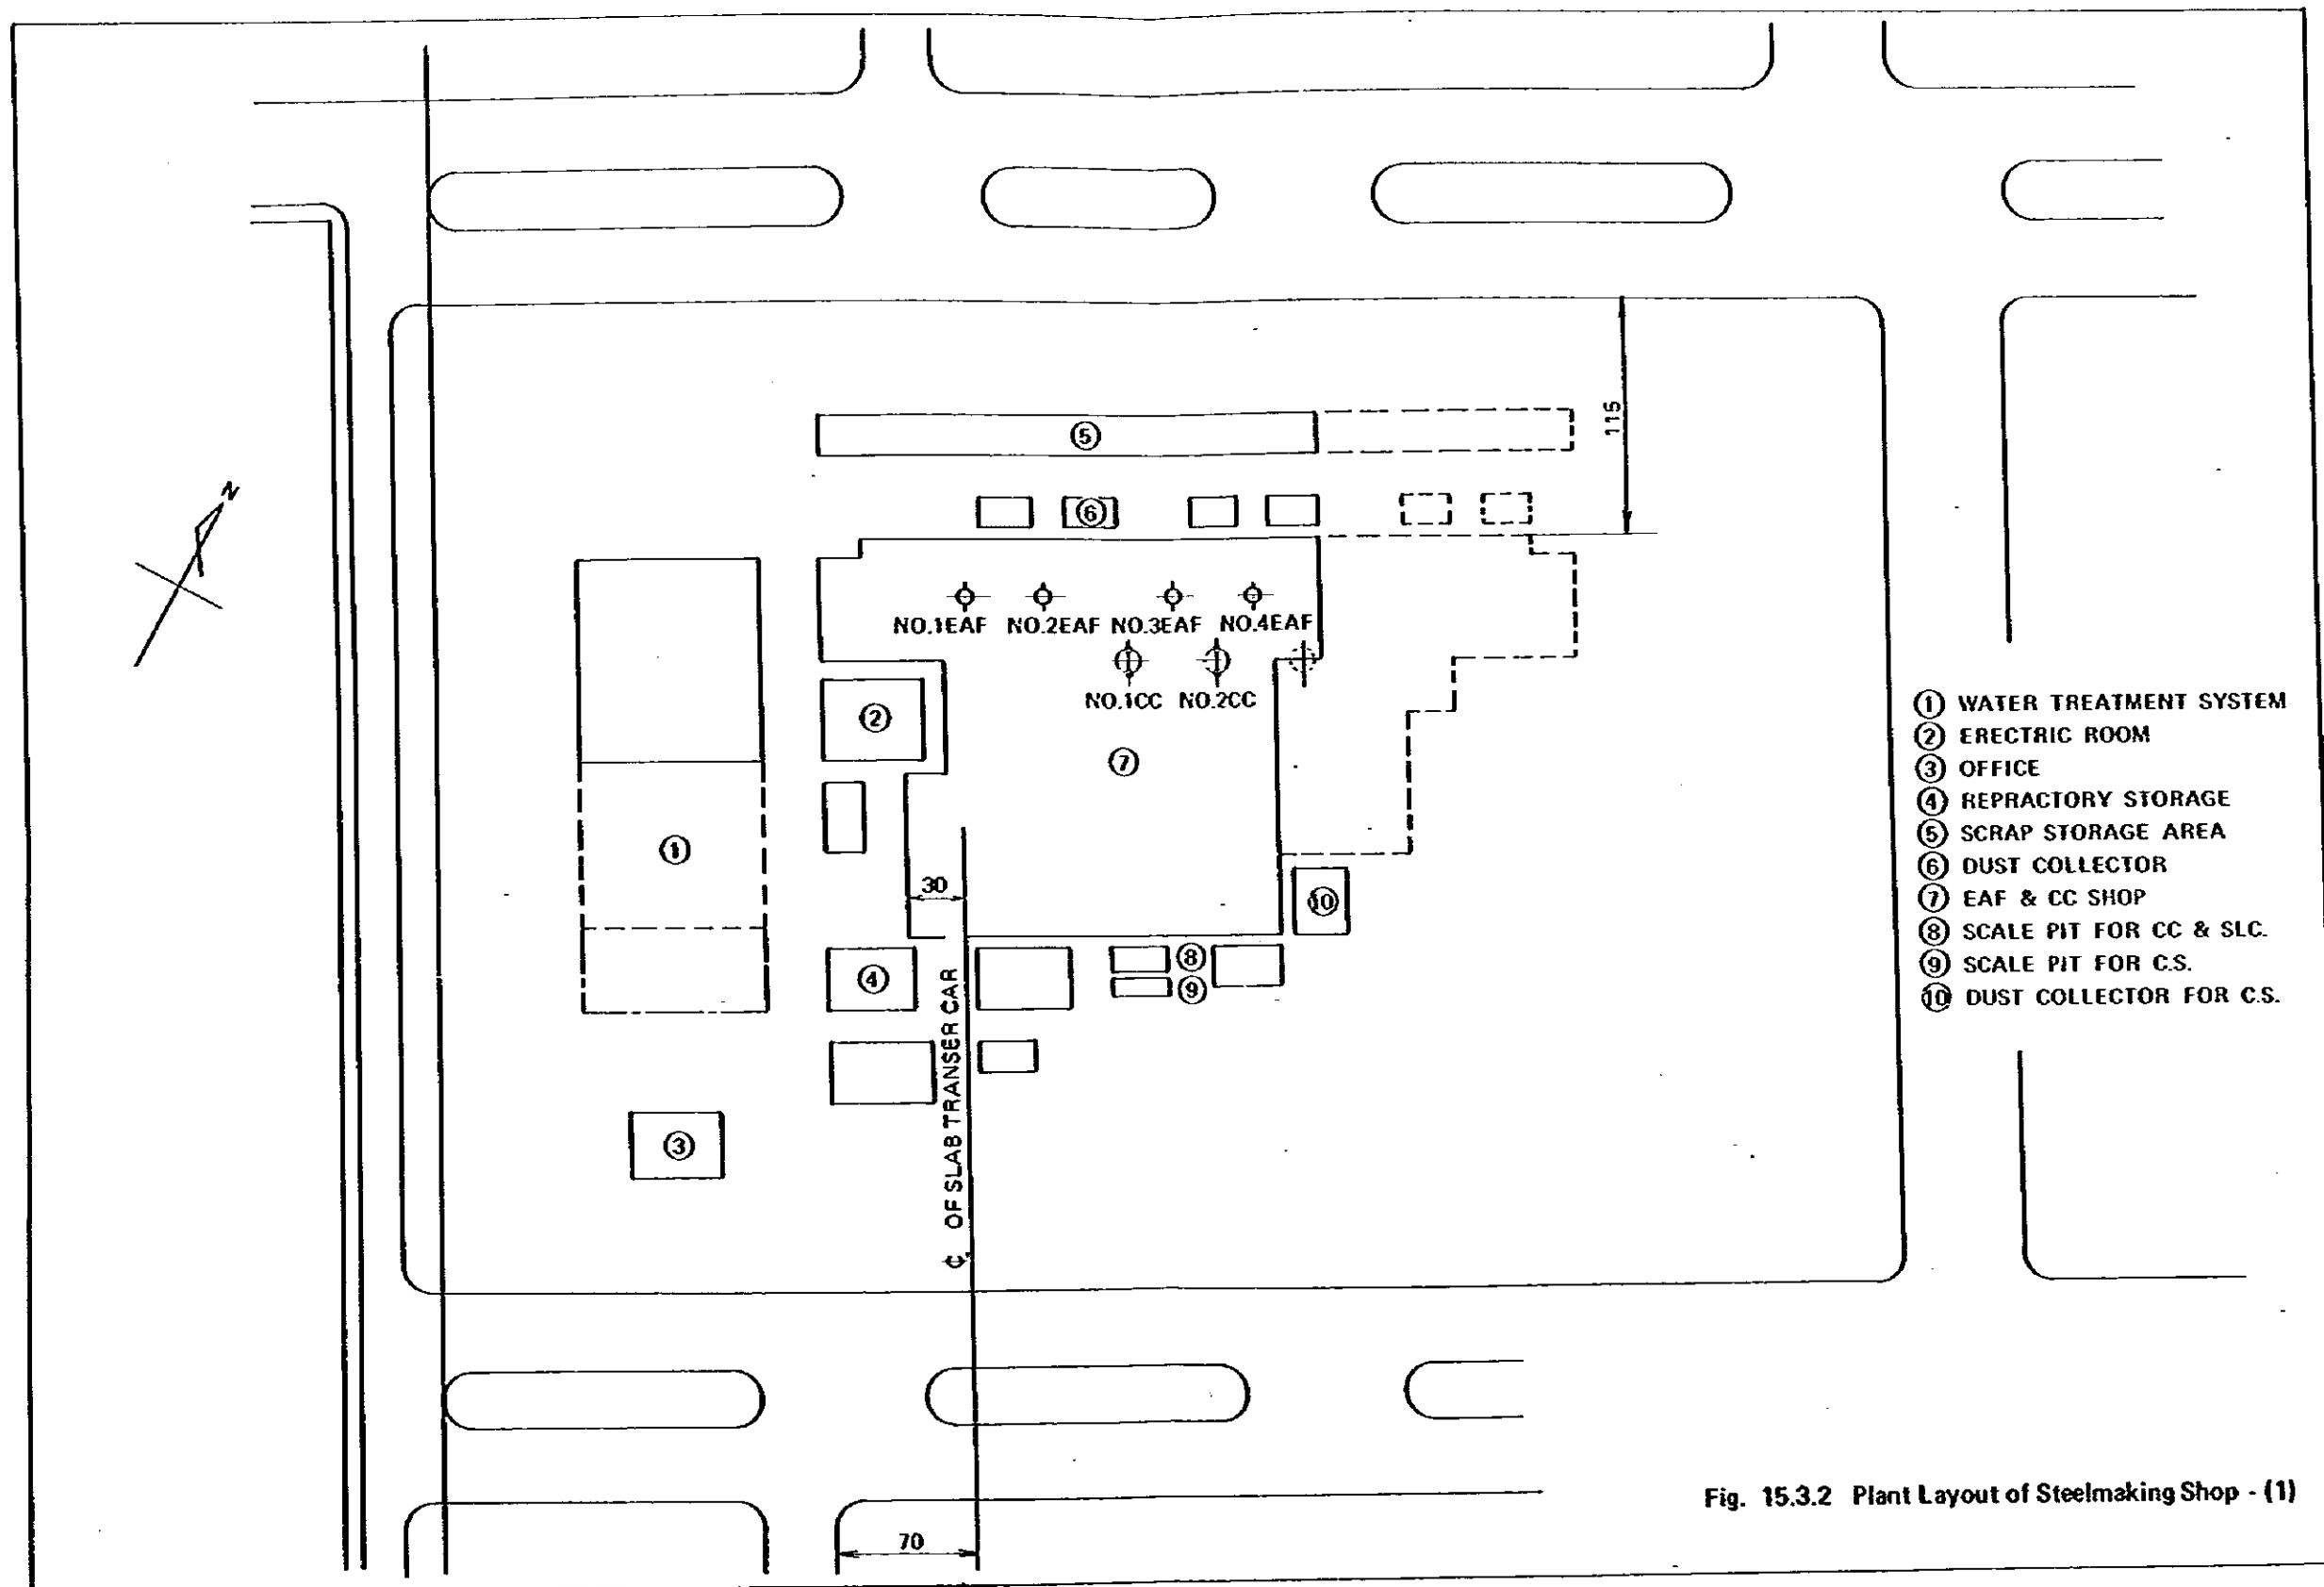 115
N
⑤
⑥
NO.1EAF NO.2EAF NO.3EAF NO.4EAF
NO.1CC NO.2CC
②
⑦
①
30
⑩
④
⑧
⑨
③
℄ OF SLAB TRANSER CAR
70
① WATER TREATMENT SYSTEM
② ERECTRIC ROOM
③ OFFICE
④ REPRACTORY STORAGE
⑤ SCRAP STORAGE AREA
⑥ DUST COLLECTOR
⑦ EAF & CC SHOP
⑧ SCALE PIT FOR CC & SLC.
⑨ SCALE PIT FOR C.S.
⑩ DUST COLLECTOR FOR C.S.
Fig. 15.3.2 Plant Layout of Steelmaking Shop - (1)